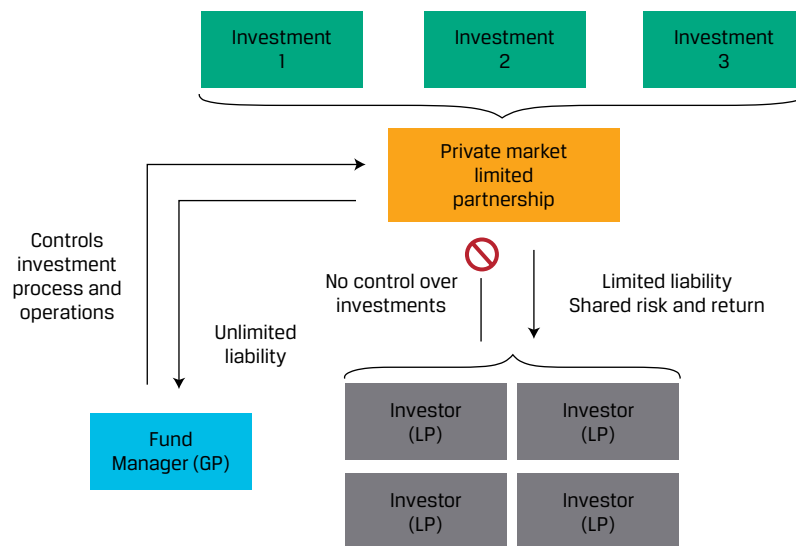 Investment
1
Investment
2
Investment
3
Private market
limited
partnership
Controls
investment
process and
operations
Unlimited
liability
No control over
investments
Limited liability
Shared risk and return
Fund
Manager (GP)
Investor
(LP)
Investor
(LP)
Investor
(LP)
Investor
(LP)